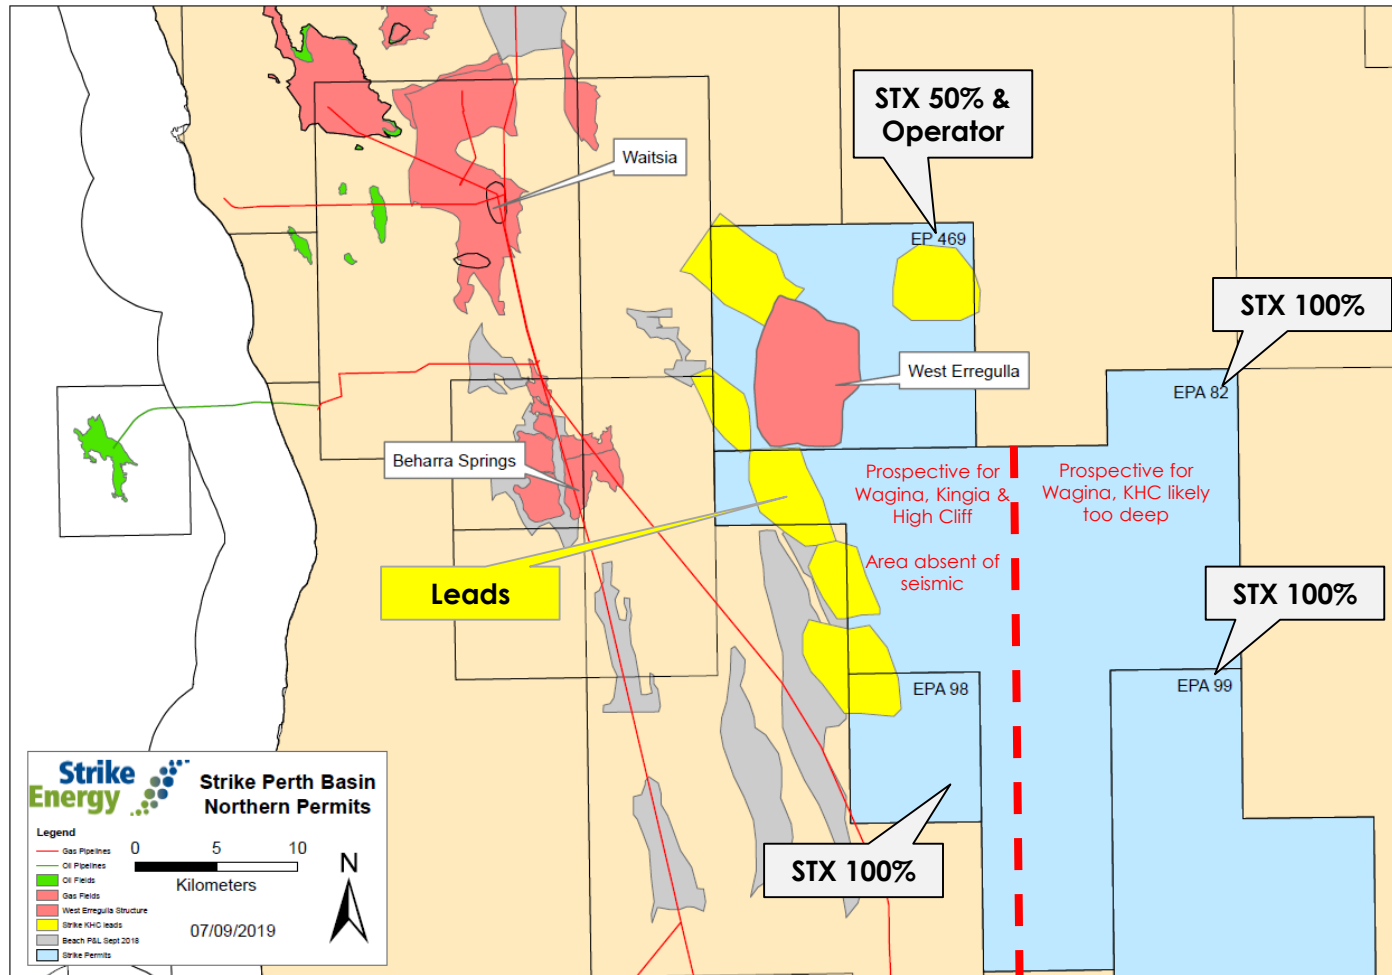 STX 50% &
Operator
Waitsia
EP 469
STX 100%
West Erregulla
EPA 82
Beharra Springs
Prospective for
Wagina, Kingia &
High Cliff
Prospective for
Wagina, KHC likely
too deep
Area absent of
seismic
Leads
STX 100%
EPA 98
EPA 99
STX 100%
Strike
Energy
Strike Perth Basin
Northern Permits
Legend
Gas Pipelines
Oil Pipelines
Oil Fields
Gas Fields
West Erregulla Structure
Strike KHC leads
Beach P&L Sept 2018
Strike Permits
0 5 10
Kilometers
07/09/2019
N